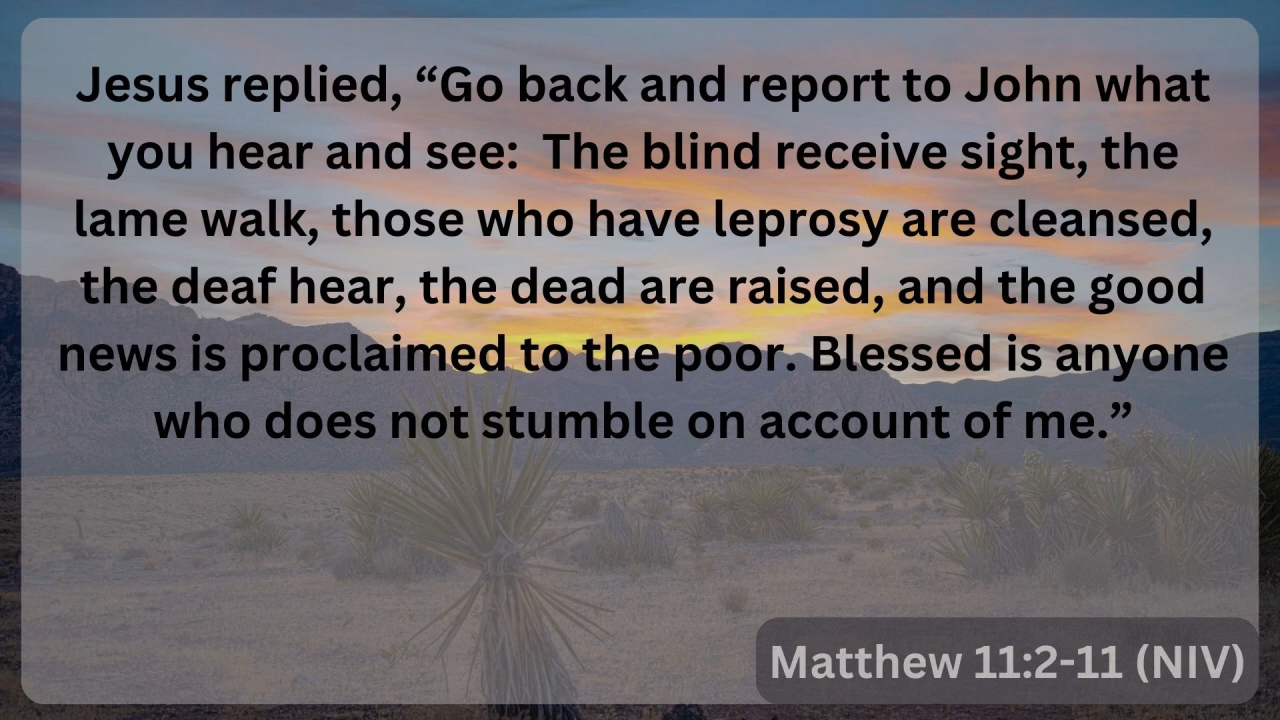 Jesus replied, “Go back and report to John what
you hear and see:  The blind receive sight, the
lame walk, those who have leprosy are cleansed,
the deaf hear, the dead are raised, and the good
news is proclaimed to the poor. Blessed is anyone
who does not stumble on account of me.”
Matthew 11:2-11 (NIV)